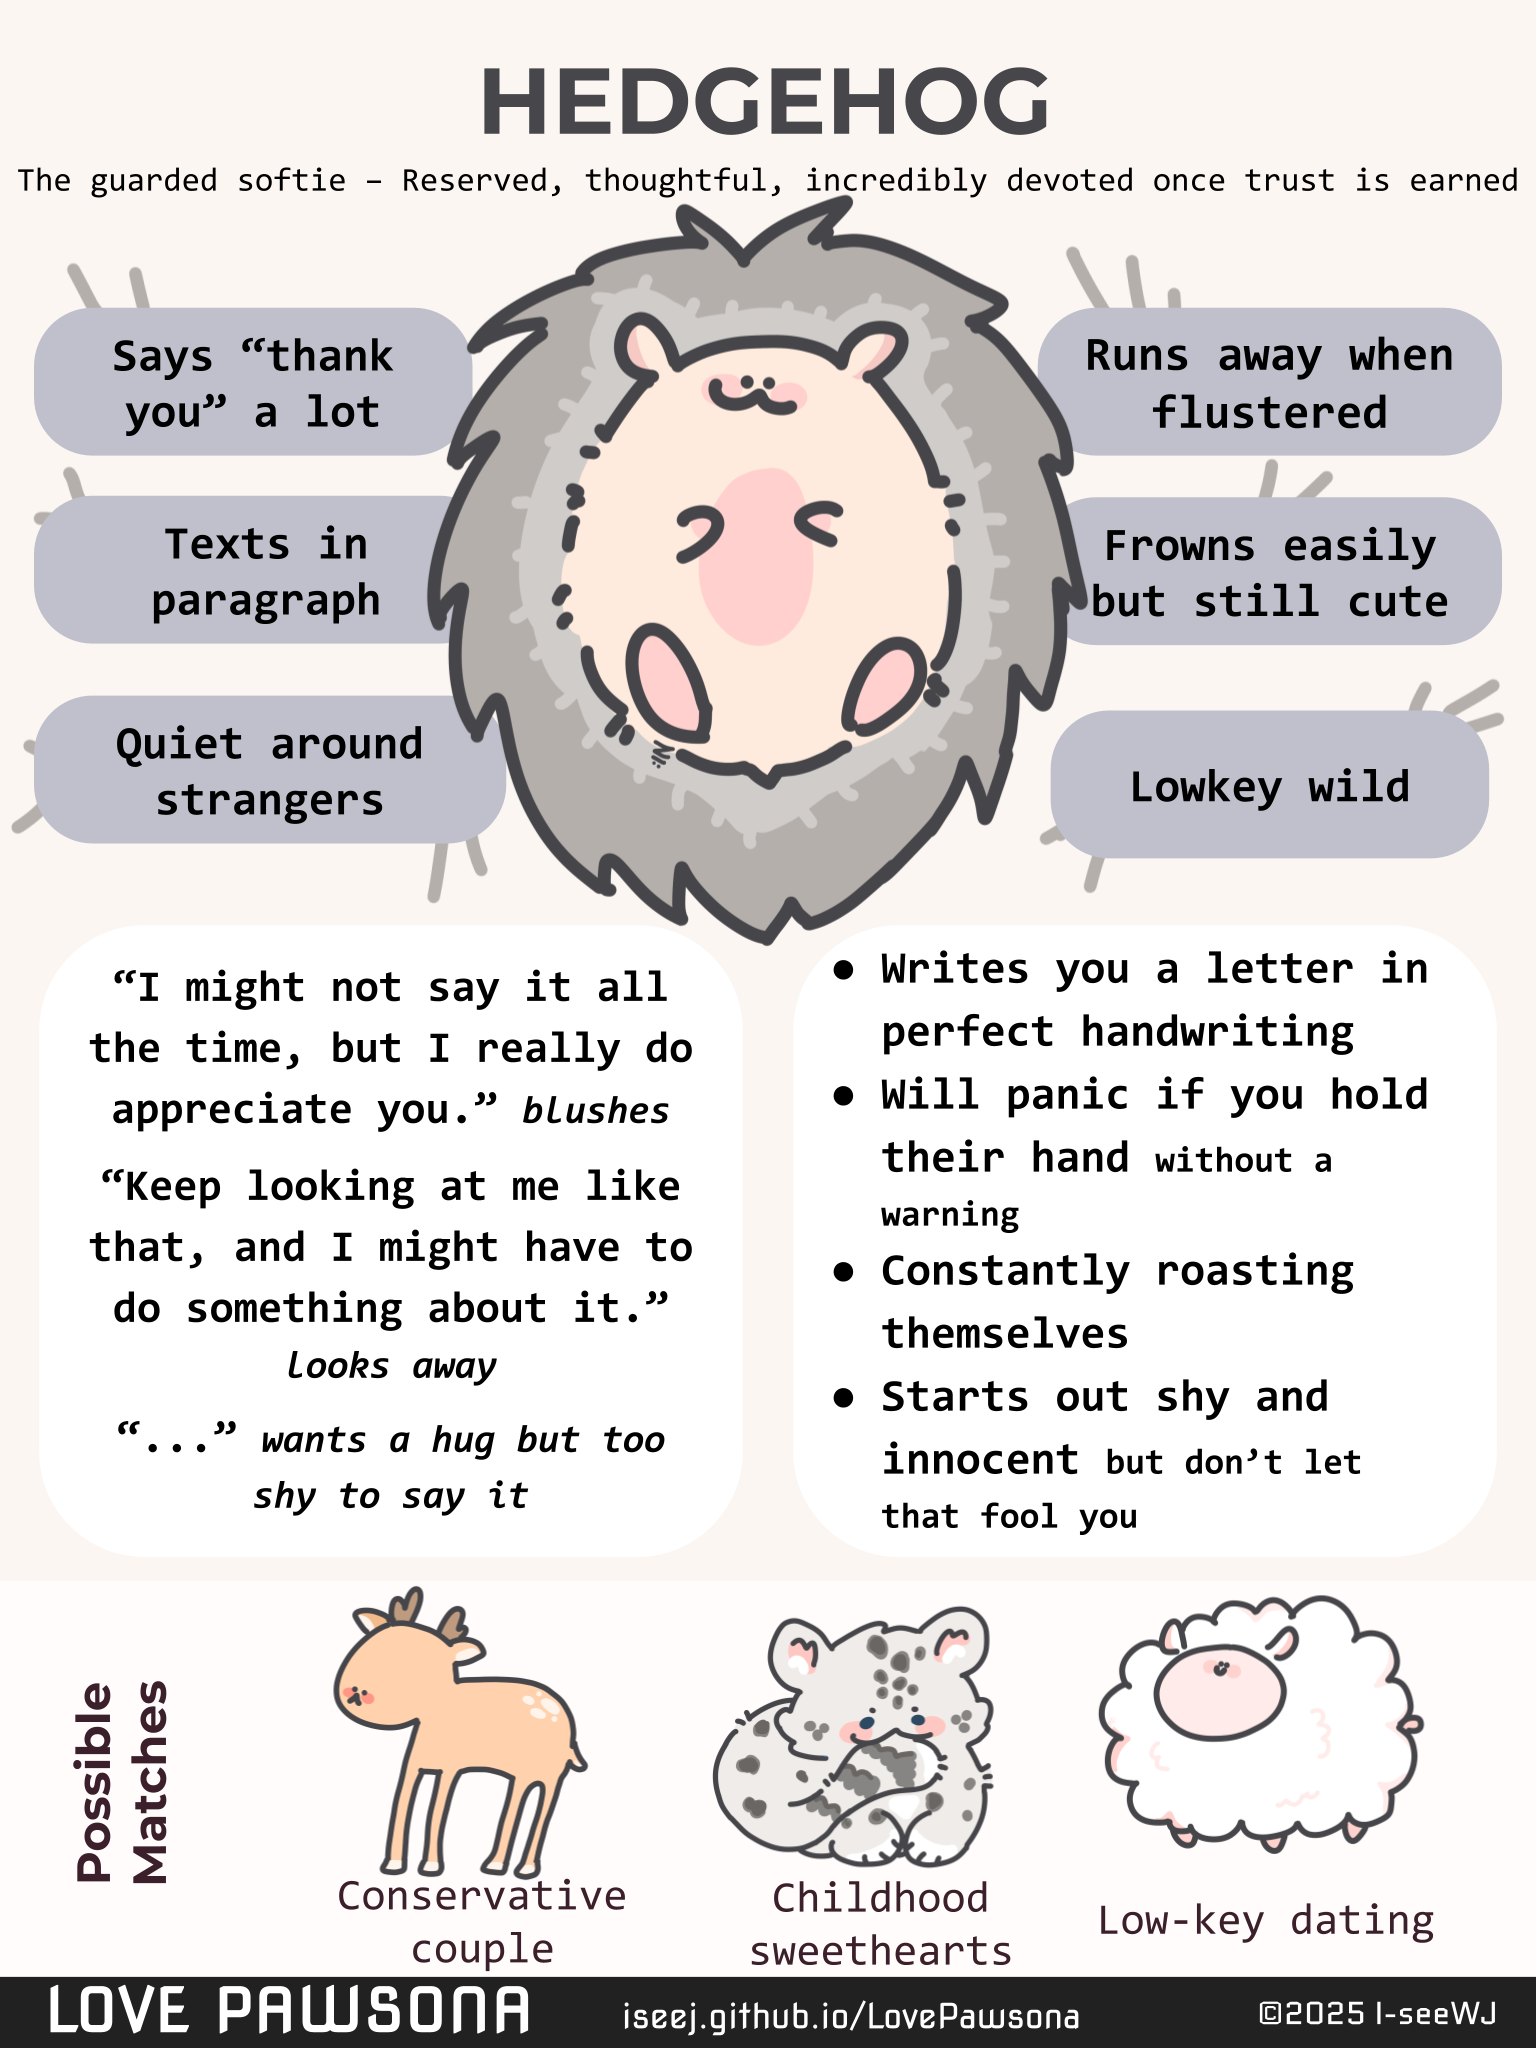 HEDGEHOG
The guarded softie – Reserved, thoughtful, incredibly devoted once trust is earned
Says “thank
you” a lot
Texts in
paragraph
Quiet around
strangers
Runs away when
flustered
Frowns easily
but still cute
Lowkey wild
“I might not say it all
the time, but I really do
appreciate you.” blushes
“Keep looking at me like
that, and I might have to
do something about it.”
looks away
“...” wants a hug but too
shy to say it
● Writes you a letter in
perfect handwriting
● Will panic if you hold
their hand without a
warning
● Constantly roasting
themselves
● Starts out shy and
innocent but don’t let
that fool you
Possible
Matches
Conservative
couple
Childhood
sweethearts
Low-key dating
LOVE PAWSONA
iseej.github.io/LovePawsona
©2025 I-seeWJ